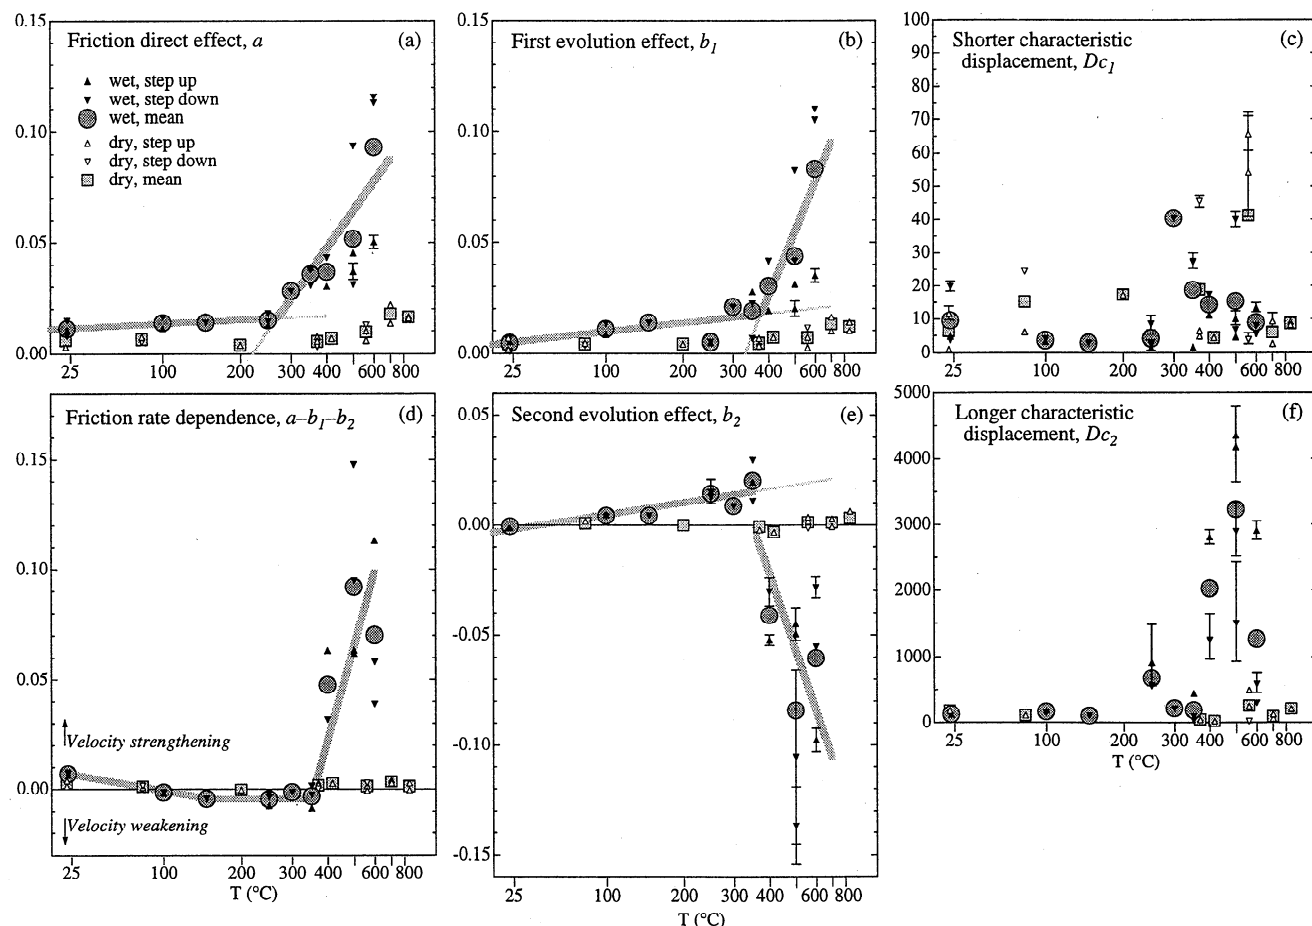 0.15
0.10
0.05
0.00
Friction direct effect, a
(a)
wet, step up
wet, step down
wet, mean
dry, step up
dry, step down
dry, mean
25 100 200 300 400 600 800
0.15
0.10
0.05
0.00
First evolution effect, b1
(b)
25 100 200 300 400 600 800
100
90
80
70
60
50
40
30
20
10
0
Shorter characteristic
displacement, Dc1
(c)
25 100 200 300 400 600 800
Friction rate dependence, a–b1–b2
(d)
0.15
0.10
0.05
0.00
Velocity strengthening
Velocity weakening
25 100 200 300 400 600 800
T (°C)
0.05
0.00
-0.05
-0.10
-0.15
Second evolution effect, b2
(e)
25 100 200 300 400 600 800
T (°C)
5000
4000
3000
2000
1000
0
Longer characteristic
displacement, Dc2
(f)
25 100 200 300 400 600 800
T (°C)